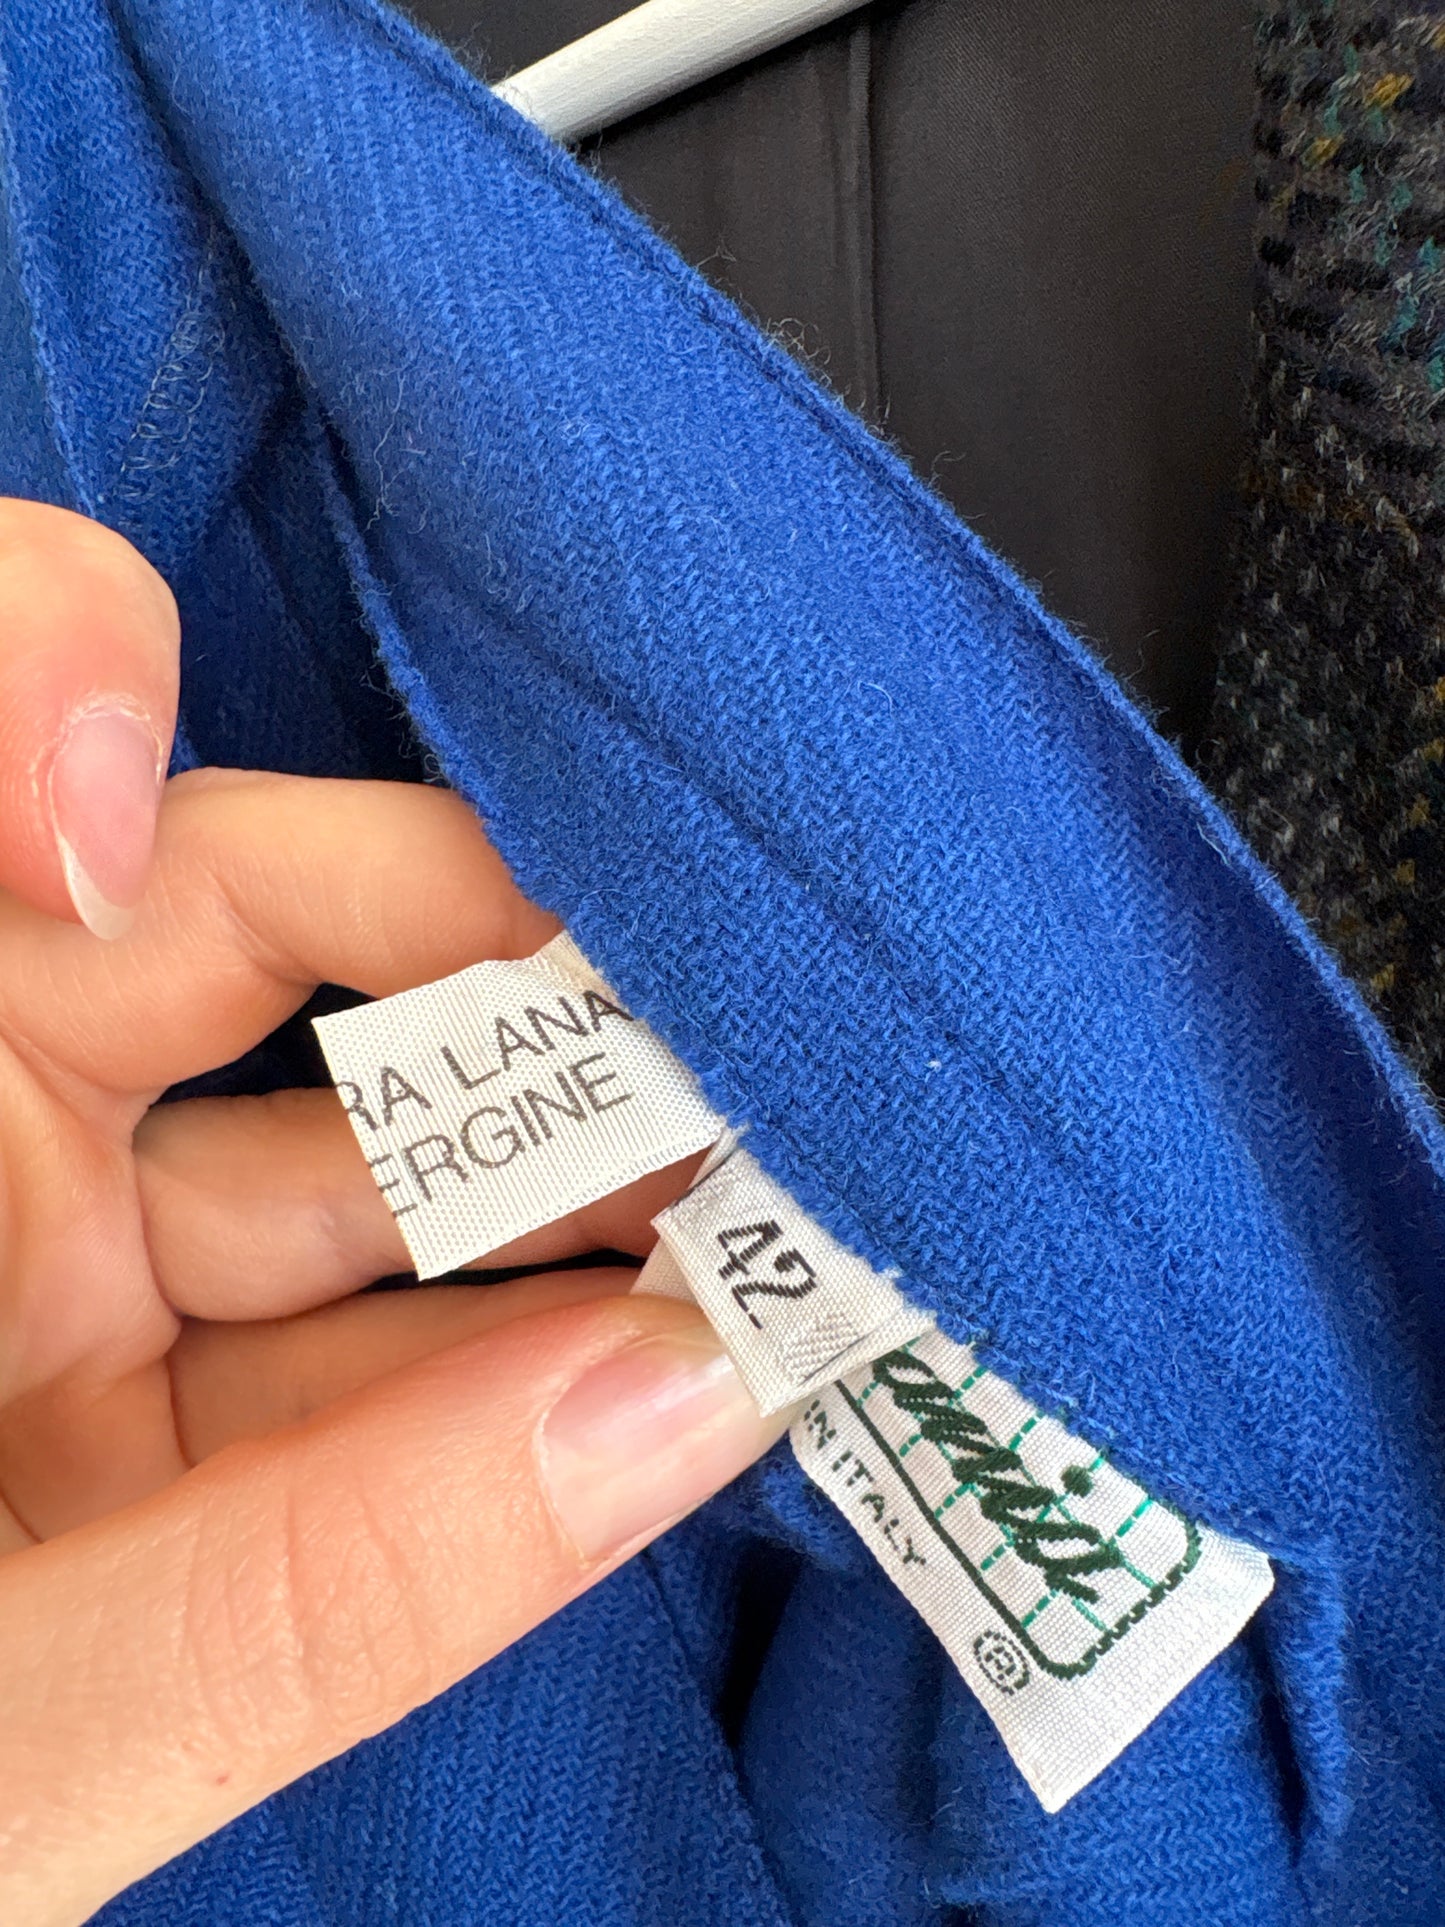 RA LANA
ERGINE
42
IN ITALY
®